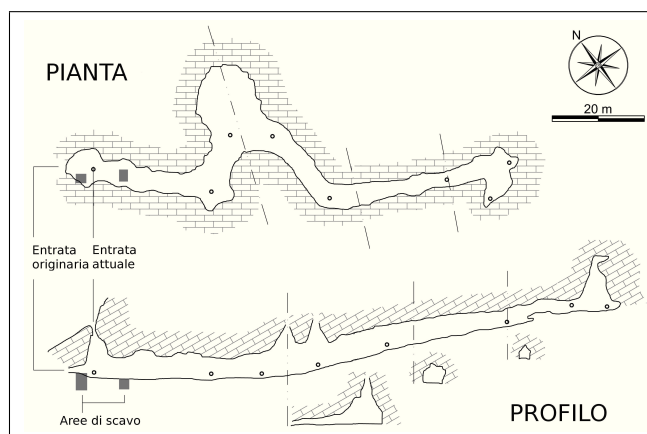 PIANTA
N
20 m
Entrata originaria
Entrata attuale
Aree di scavo
PROFILO